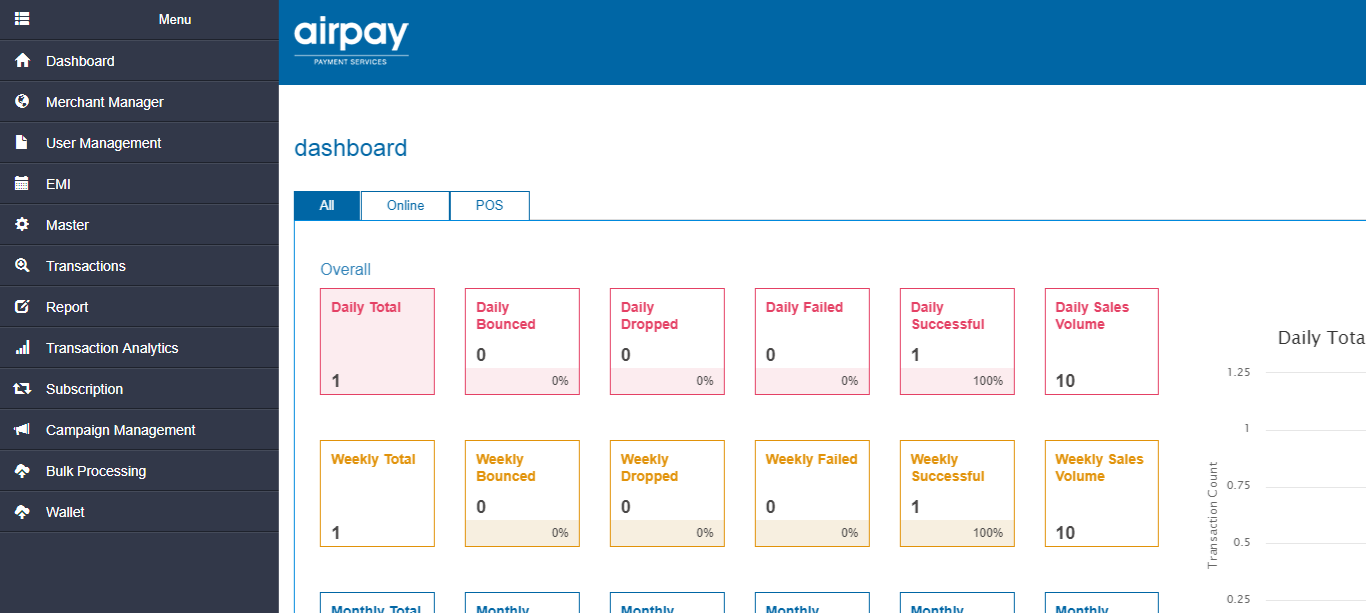 Menu
Dashboard
Merchant Manager
User Management
EMI
Master
Transactions
Report
Transaction Analytics
Subscription
Campaign Management
Bulk Processing
Wallet
airpay
PAYMENT SERVICES
dashboard
All
Online
POS
Overall
Daily Total
1
Daily
Bounced
0
0%
Daily
Dropped
0
0%
Daily Failed
0
0%
Daily
Successful
1
100%
Daily Sales
Volume
10
Weekly Total
1
Weekly
Bounced
0
0%
Weekly
Dropped
0
0%
Weekly Failed
0
0%
Weekly
Successful
1
100%
Weekly Sales
Volume
10
Monthly Total
Monthly
Monthly
Monthly
Monthly
Monthly
Daily Tota
1.25
1
0.75
0.5
0.25
Transaction Count